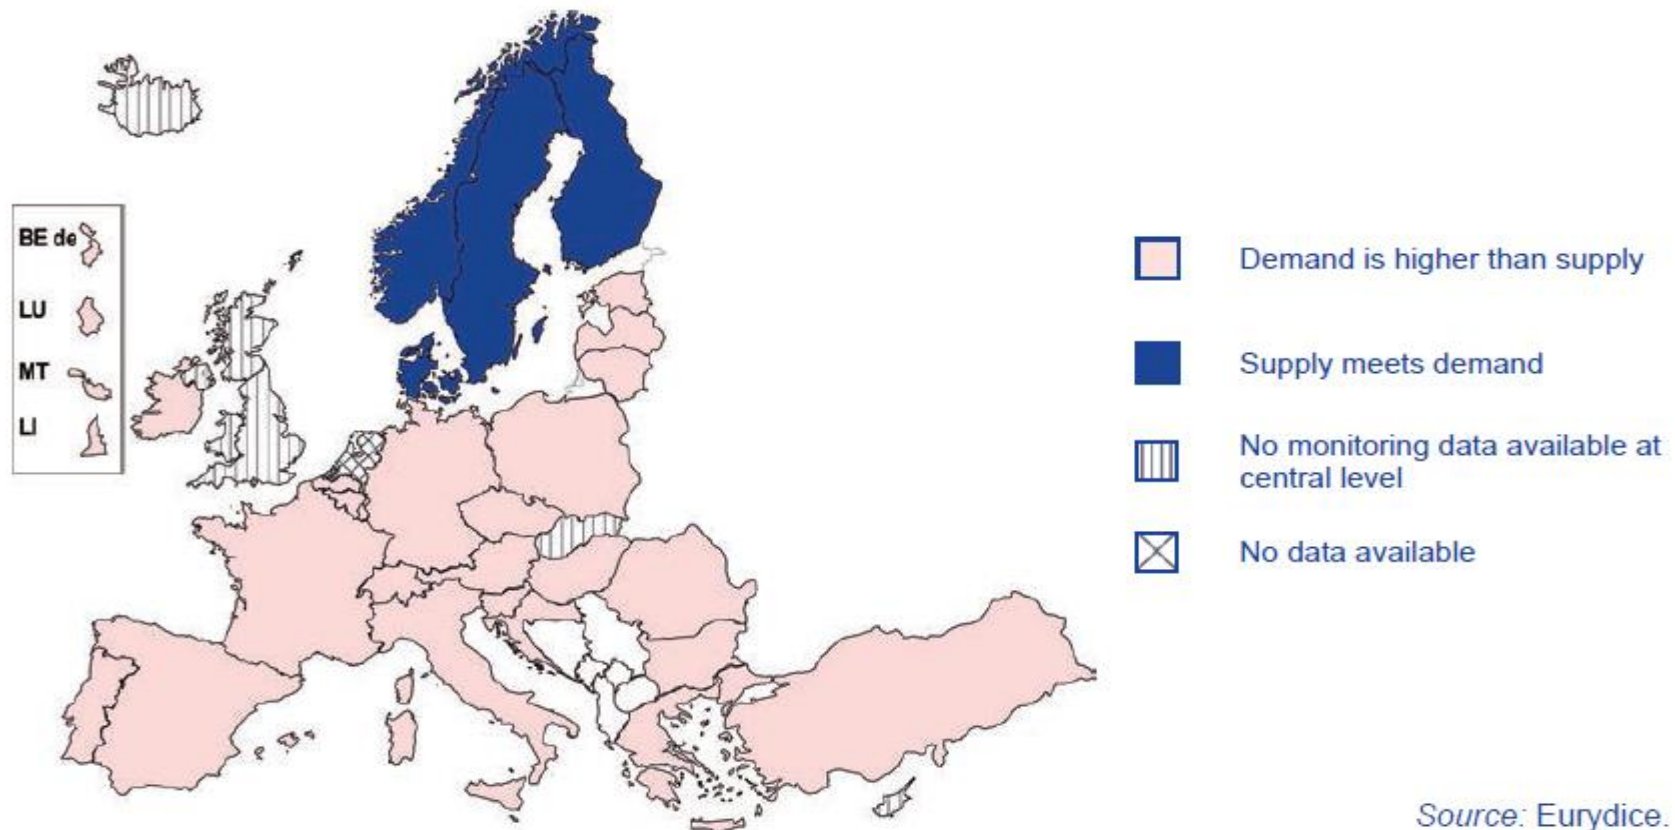 BE de
LU
MT
LI
Demand is higher than supply
Supply meets demand
No monitoring data available at
central level
No data available
Source: Eurydice.